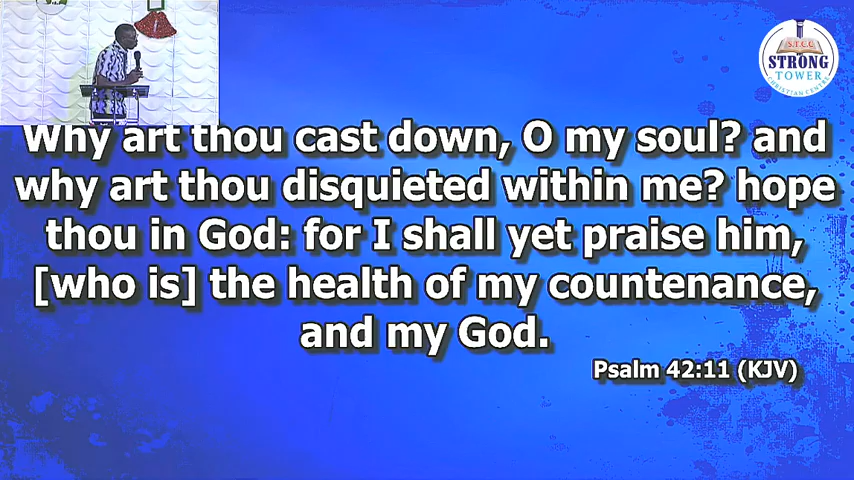 S.T.C.C
STRONG
TOWER
CHRISTIAN CENTRE
Why art thou cast down, O my soul? and
why art thou disquieted within me? hope
thou in God: for I shall yet praise him,
[who is] the health of my countenance,
and my God.
Psalm 42:11 (KJV)